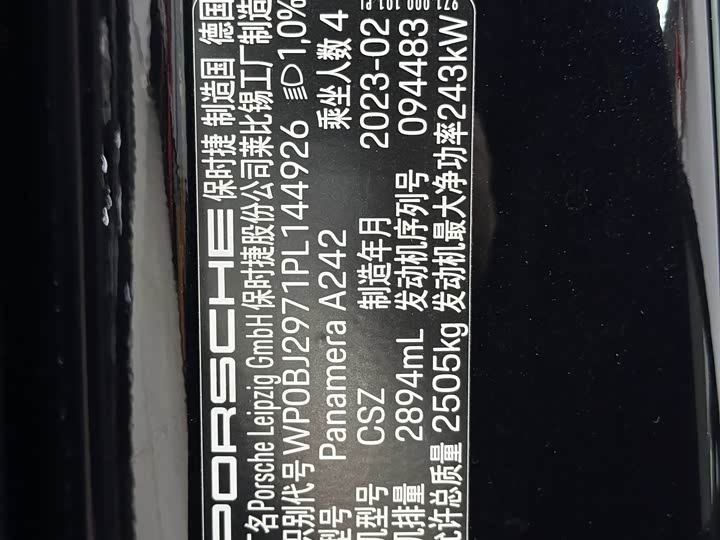 PORSCHE 保时捷 制造国 德国
名Porsche Leipzig GmbH 保时捷股份公司莱比锡工厂制造
识别代号 WP0BJ2971PL144926 1,0%
型号 Panamera A242 乘坐人数 4
机型号 CSZ 制造年月 2023-02
机排量 2894mL 发动机序列号 094483
允许总质量 2505kg 发动机最大净功率243kW